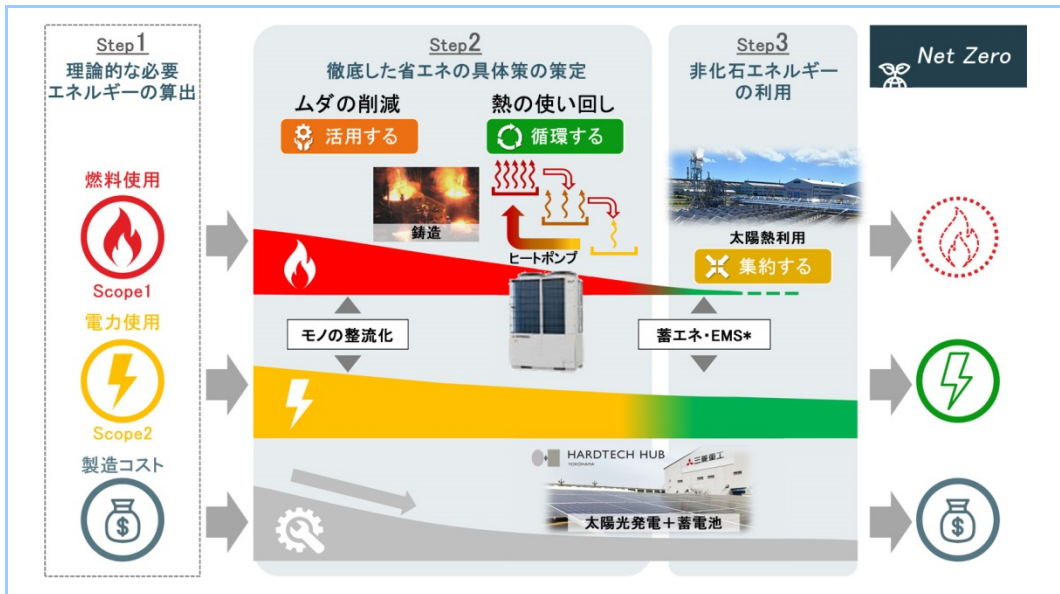 Step1
理論的な必要
エネルギーの算出
燃料使用
Scope1
電力使用
Scope2
製造コスト
Step2
徹底した省エネの具体策の策定
ムダの削減
活用する
熱の使い回し
循環する
鋳造
ヒートポンプ
モノの整流化
HARDTECH HUB
YOKOHAMA
三菱重工
太陽光発電+蓄電池
Step3
非化石エネルギー
の利用
太陽熱利用
集約する
蓄エネ・EMS*
Net Zero